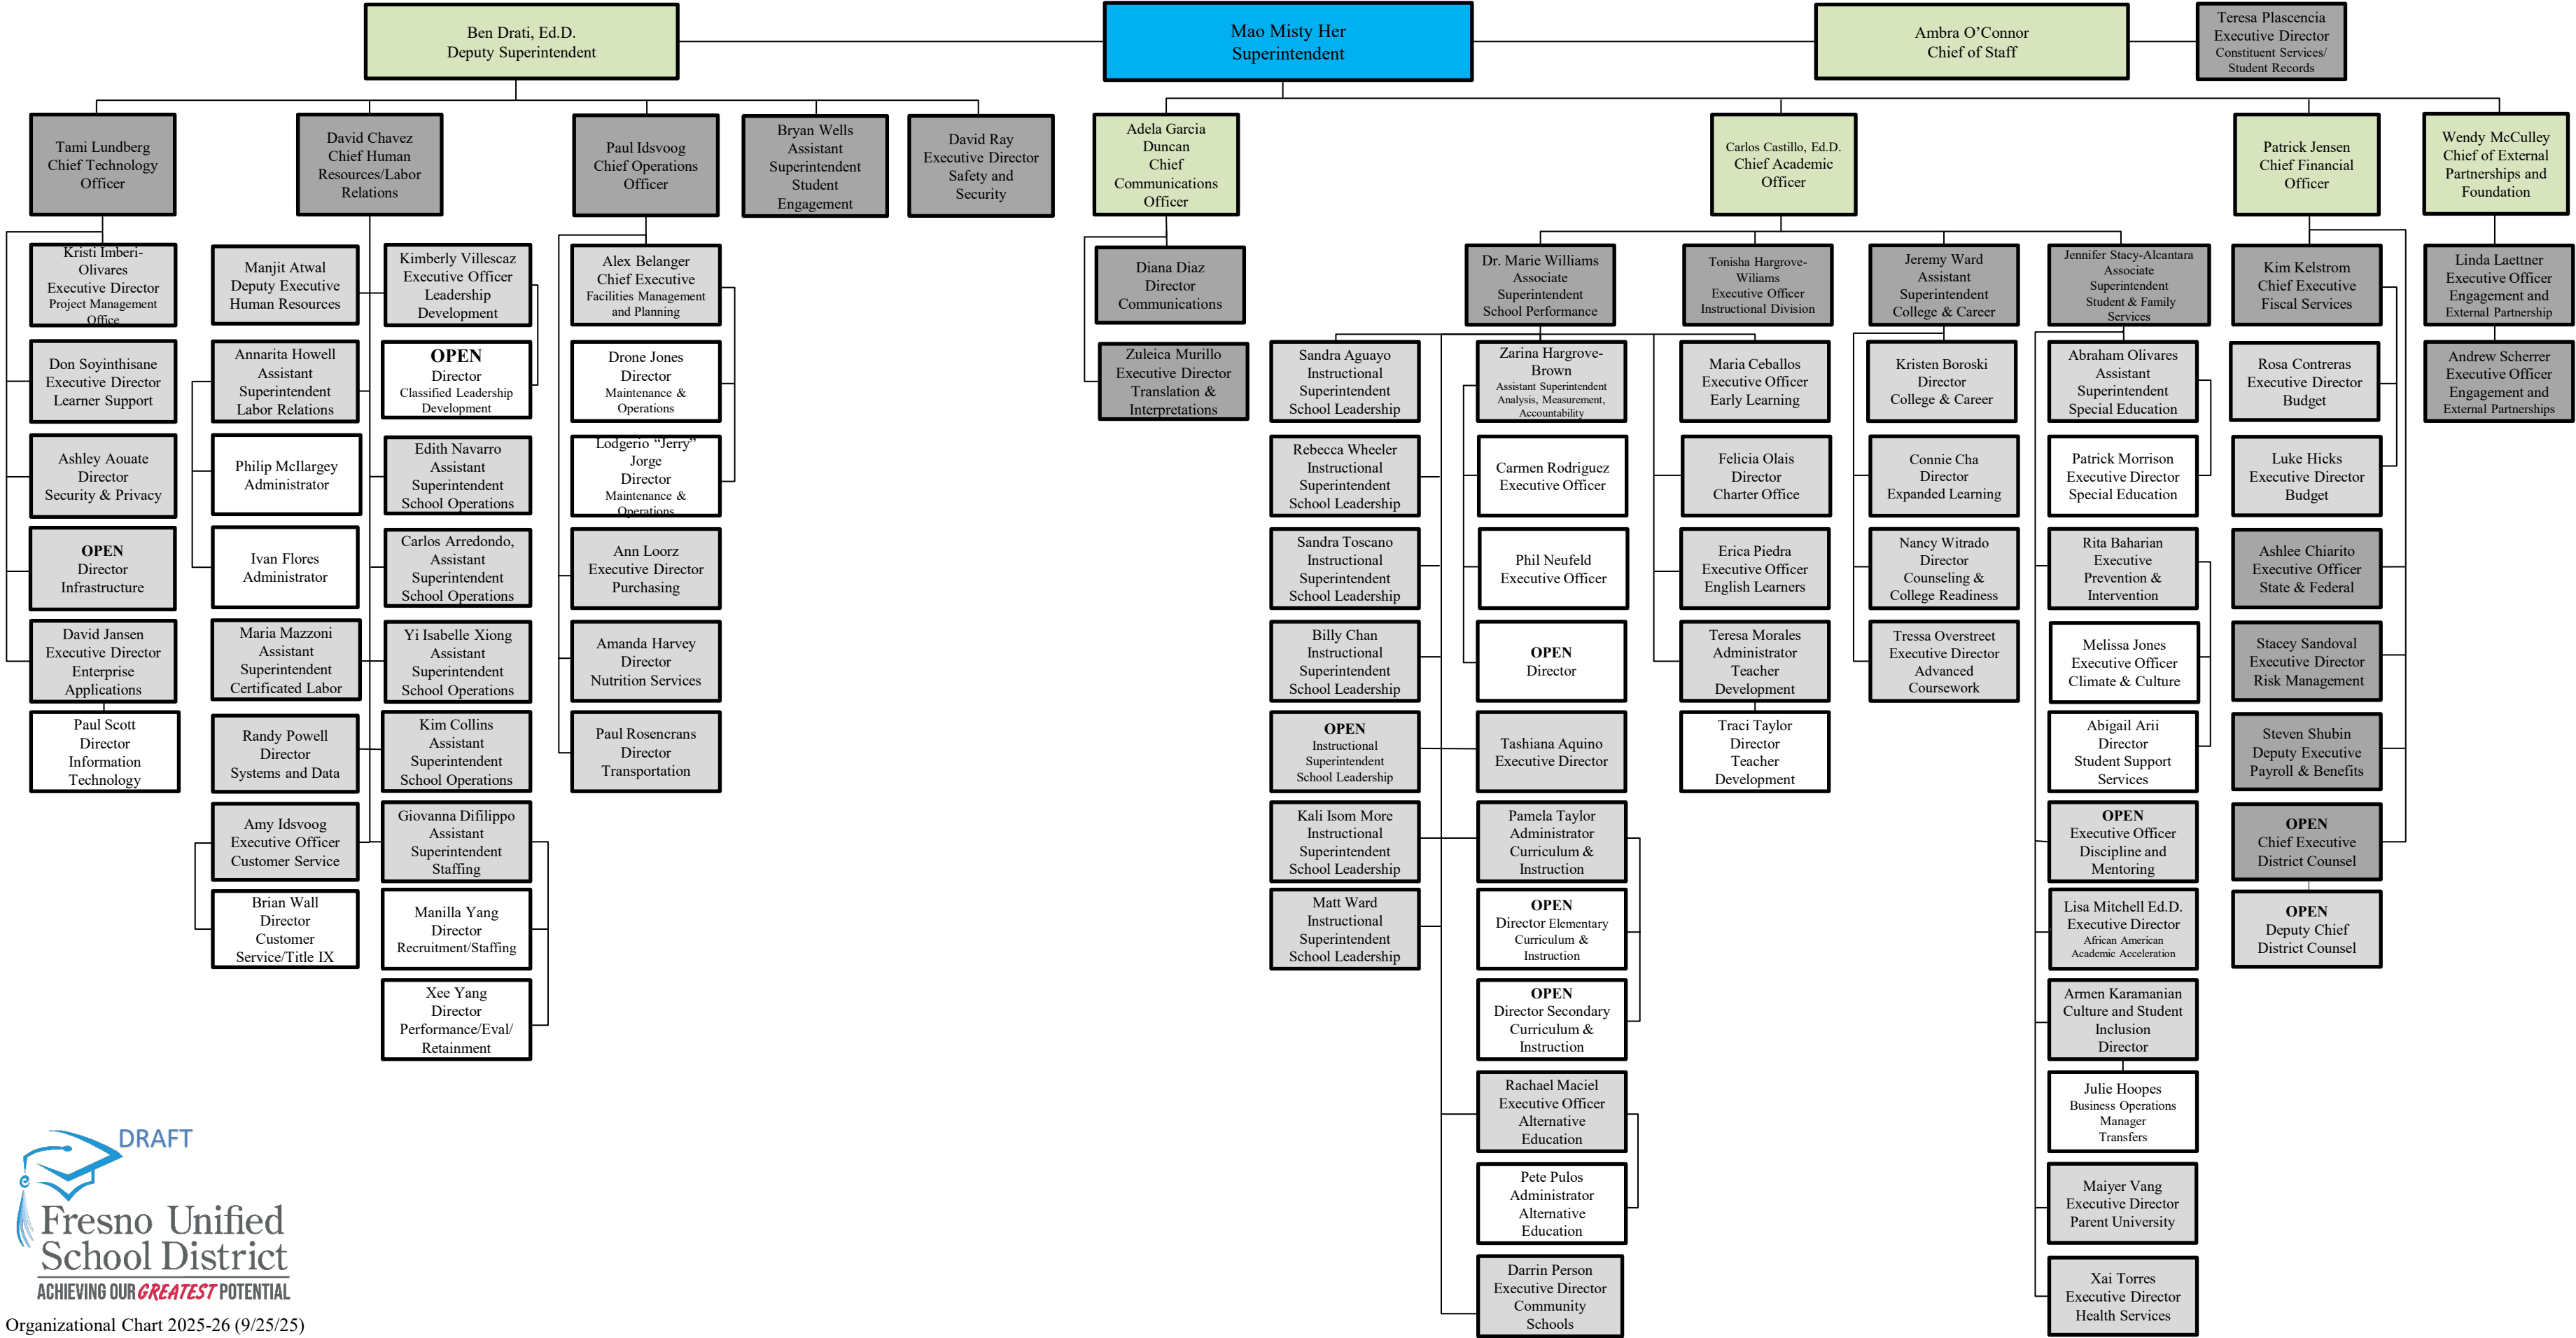 Ben Drati, Ed.D.
Deputy Superintendent
Mao Misty Her
Superintendent
Ambra O’Connor
Chief of Staff
Teresa Plascencia
Executive Director
Constituent Services/
Student Records
Tami Lundberg
Chief Technology
Officer
David Chavez
Chief Human
Resources/Labor
Relations
Paul Idsvoog
Chief Operations
Officer
Bryan Wells
Assistant
Superintendent
Student
Engagement
David Ray
Executive Director
Safety and
Security
Adela Garcia
Duncan
Chief
Communications
Officer
Carlos Castillo, Ed.D.
Chief Academic
Officer
Patrick Jensen
Chief Financial
Officer
Wendy McCulley
Chief of External
Partnerships and
Foundation
Kristi Imberi-
Olivares
Executive Director
Project Management
Office
Don Soyinthisane
Executive Director
Learner Support
Ashley Aouate
Director
Security & Privacy
OPEN
Director
Infrastructure
David Jansen
Executive Director
Enterprise
Applications
Paul Scott
Director
Information
Technology
Manjit Atwal
Deputy Executive
Human Resources
Annarita Howell
Assistant
Superintendent
Labor Relations
Philip McIlargey
Administrator
Ivan Flores
Administrator
Maria Mazzoni
Assistant
Superintendent
Certificated Labor
Randy Powell
Director
Systems and Data
Amy Idsvoog
Executive Officer
Customer Service
Brian Wall
Director
Customer
Service/Title IX
Kimberly Villescaz
Executive Officer
Leadership
Development
OPEN
Director
Classified Leadership
Development
Edith Navarro
Assistant
Superintendent
School Operations
Carlos Arredondo,
Assistant
Superintendent
School Operations
Yi Isabelle Xiong
Assistant
Superintendent
School Operations
Kim Collins
Assistant
Superintendent
School Operations
Giovanna Difilippo
Assistant
Superintendent
Staffing
Manilla Yang
Director
Recruitment/Staffing
Xee Yang
Director
Performance/Eval/
Retainment
Alex Belanger
Chief Executive
Facilities Management
and Planning
Drone Jones
Director
Maintenance &
Operations
Lodgerio “Jerry”
Jorge
Director
Maintenance &
Operations
Ann Loorz
Executive Director
Purchasing
Amanda Harvey
Director
Nutrition Services
Paul Rosencrans
Director
Transportation
Diana Diaz
Director
Communications
Zuleica Murillo
Executive Director
Translation &
Interpretations
Dr. Marie Williams
Associate
Superintendent
School Performance
Tonisha Hargrove-
Wiliams
Executive Officer
Instructional Division
Jeremy Ward
Assistant
Superintendent
College & Career
Jennifer Stacy-Alcantara
Associate
Superintendent
Student & Family
Services
Sandra Aguayo
Instructional
Superintendent
School Leadership
Rebecca Wheeler
Instructional
Superintendent
School Leadership
Sandra Toscano
Instructional
Superintendent
School Leadership
Billy Chan
Instructional
Superintendent
School Leadership
OPEN
Instructional
Superintendent
School Leadership
Kali Isom More
Instructional
Superintendent
School Leadership
Matt Ward
Instructional
Superintendent
School Leadership
Zarina Hargrove-
Brown
Assistant Superintendent
Analysis, Measurement,
Accountability
Carmen Rodriguez
Executive Officer
Phil Neufeld
Executive Officer
OPEN
Director
Tashiana Aquino
Executive Director
Pamela Taylor
Administrator
Curriculum &
Instruction
OPEN
Director Elementary
Curriculum &
Instruction
OPEN
Director Secondary
Curriculum &
Instruction
Rachael Maciel
Executive Officer
Alternative
Education
Pete Pulos
Administrator
Alternative
Education
Darrin Person
Executive Director
Community
Schools
Maria Ceballos
Executive Officer
Early Learning
Felicia Olais
Director
Charter Office
Erica Piedra
Executive Officer
English Learners
Teresa Morales
Administrator
Teacher
Development
Traci Taylor
Director
Teacher
Development
Kristen Boroski
Director
College & Career
Connie Cha
Director
Expanded Learning
Nancy Witrado
Director
Counseling &
College Readiness
Tressa Overstreet
Executive Director
Advanced
Coursework
Abraham Olivares
Assistant
Superintendent
Special Education
Patrick Morrison
Executive Director
Special Education
Rita Baharian
Executive
Prevention &
Intervention
Melissa Jones
Executive Officer
Climate & Culture
Abigail Arii
Director
Student Support
Services
OPEN
Executive Officer
Discipline and
Mentoring
Lisa Mitchell Ed.D.
Executive Director
African American
Academic Acceleration
Armen Karamanian
Culture and Student
Inclusion
Director
Julie Hoopes
Business Operations
Manager
Transfers
Maiyer Vang
Executive Director
Parent University
Xai Torres
Executive Director
Health Services
Kim Kelstrom
Chief Executive
Fiscal Services
Rosa Contreras
Executive Director
Budget
Luke Hicks
Executive Director
Budget
Ashlee Chiarito
Executive Officer
State & Federal
Stacey Sandoval
Executive Director
Risk Management
Steven Shubin
Deputy Executive
Payroll & Benefits
OPEN
Chief Executive
District Counsel
OPEN
Deputy Chief
District Counsel
Linda Laettner
Executive Officer
Engagement and
External Partnership
Andrew Scherrer
Executive Officer
Engagement and
External Partnerships
DRAFT
Fresno Unified
School District
ACHIEVING OUR GREATEST POTENTIAL
Organizational Chart 2025-26 (9/25/25)